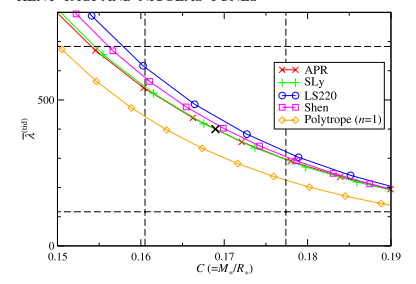 λ̄(tid)
500
0
APR
SLy
LS220
Shen
Polytrope (n=1)
0.15 0.16 0.17 0.18 0.19
C (=M*/R*)